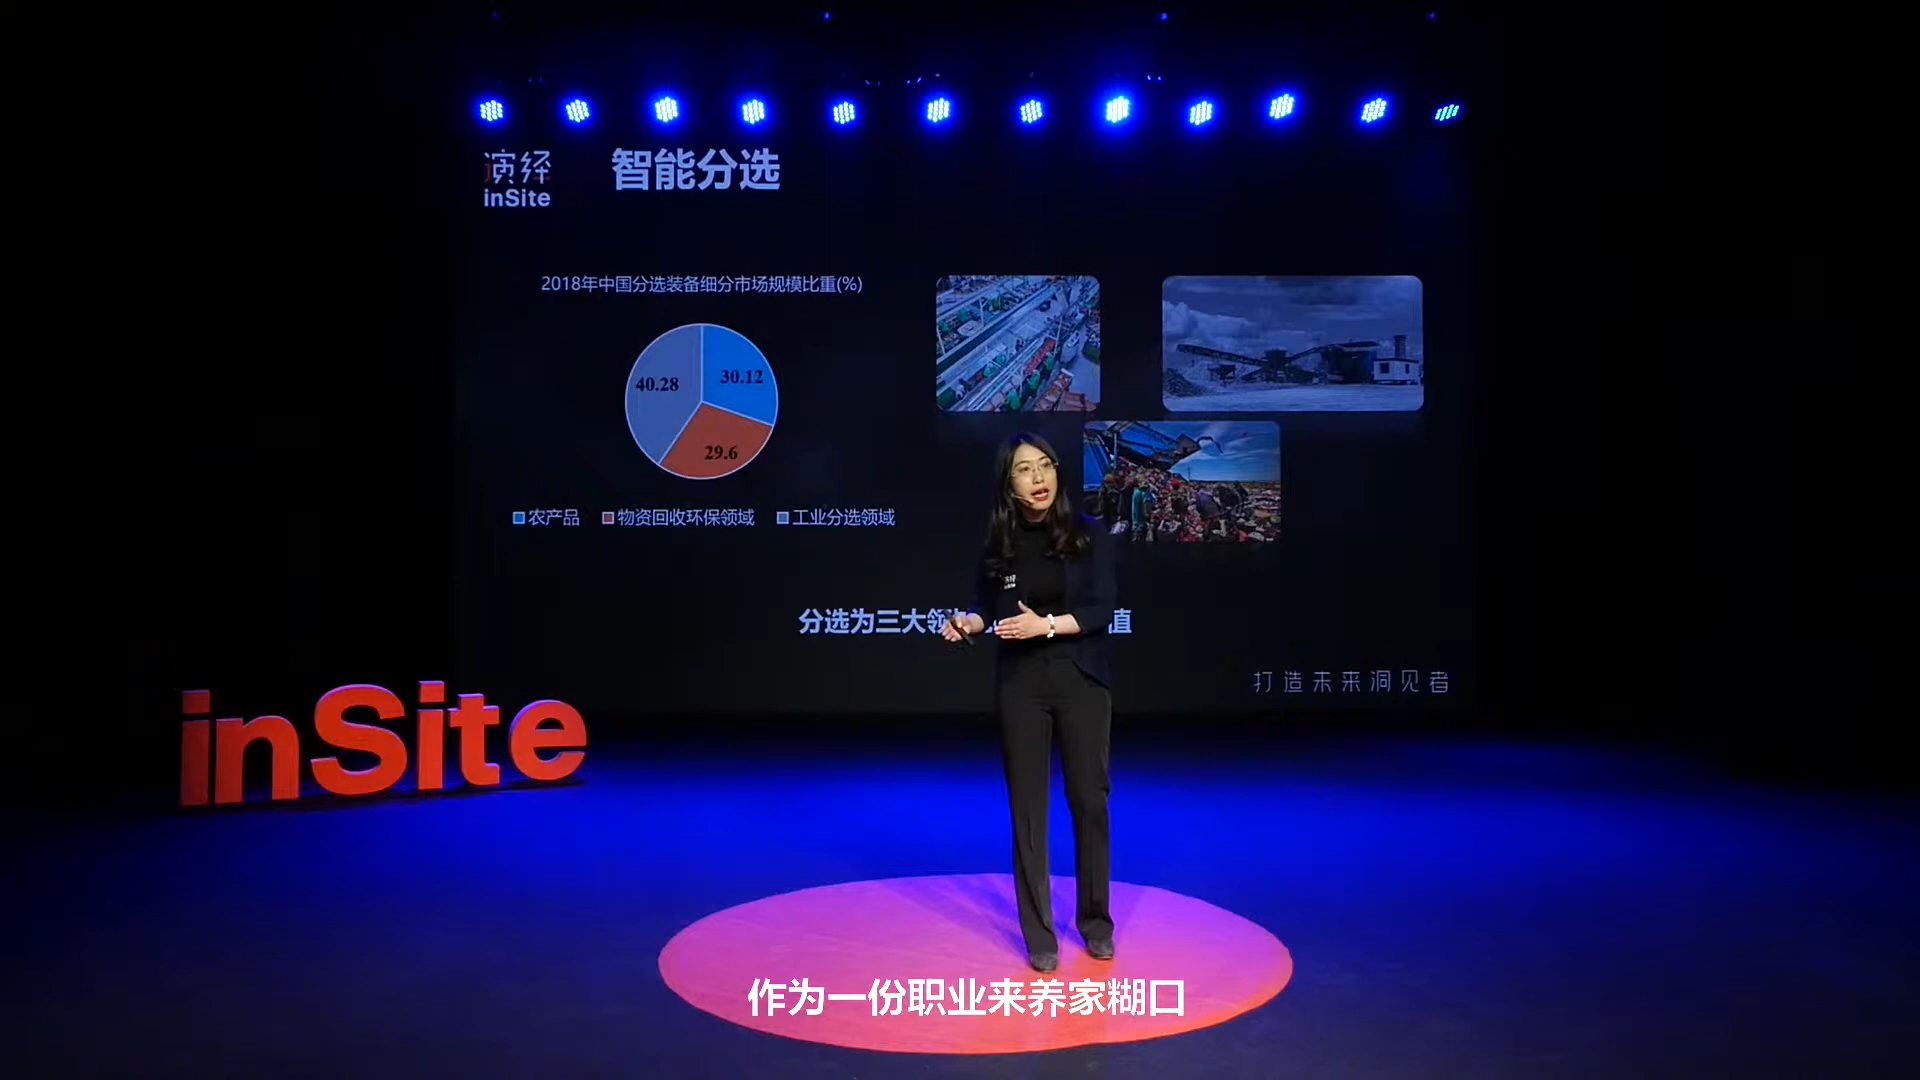 演经
inSite
智能分选
2018年中国分选装备细分市场规模比重(%)
40.28
30.12
29.6
农产品
物资回收环保领域
工业分选领域
分选为三大领
值
打造未来洞见者
inSite
作为一份职业来养家糊口